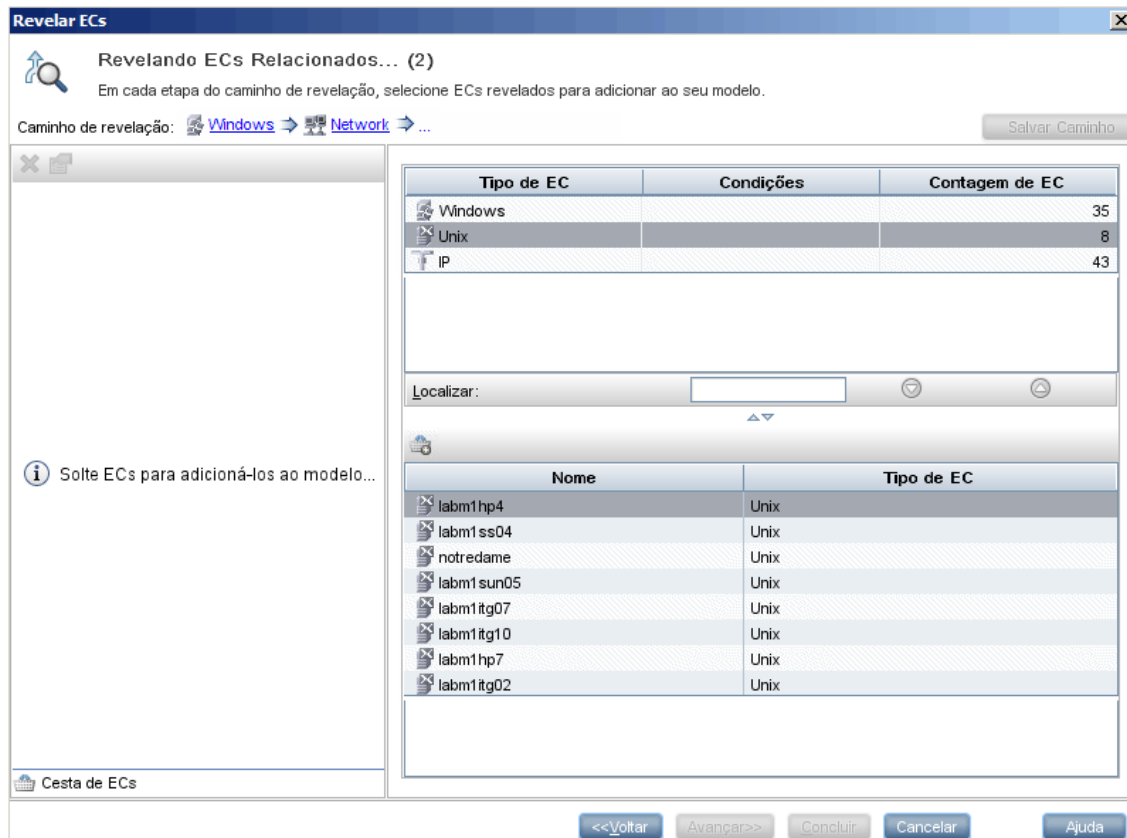 Revelar ECs
Revelando ECs Relacionados... (2)
Em cada etapa do caminho de revelação, selecione ECs revelados para adicionar ao seu modelo.
Caminho de revelação: Windows Network ...
Salvar Caminho
Tipo de EC Condições Contagem de EC
Windows 35
Unix 8
IP 43
Localizar:
Solte ECs para adicioná-los ao modelo...
Nome Tipo de EC
labm1hp4 Unix
labm1ss04 Unix
notredame Unix
labm1sun05 Unix
labm1itg07 Unix
labm1itg10 Unix
labm1hp7 Unix
labm1itg02 Unix
Cesta de ECs
<<Voltar Avançar>> Concluir Cancelar Ajuda